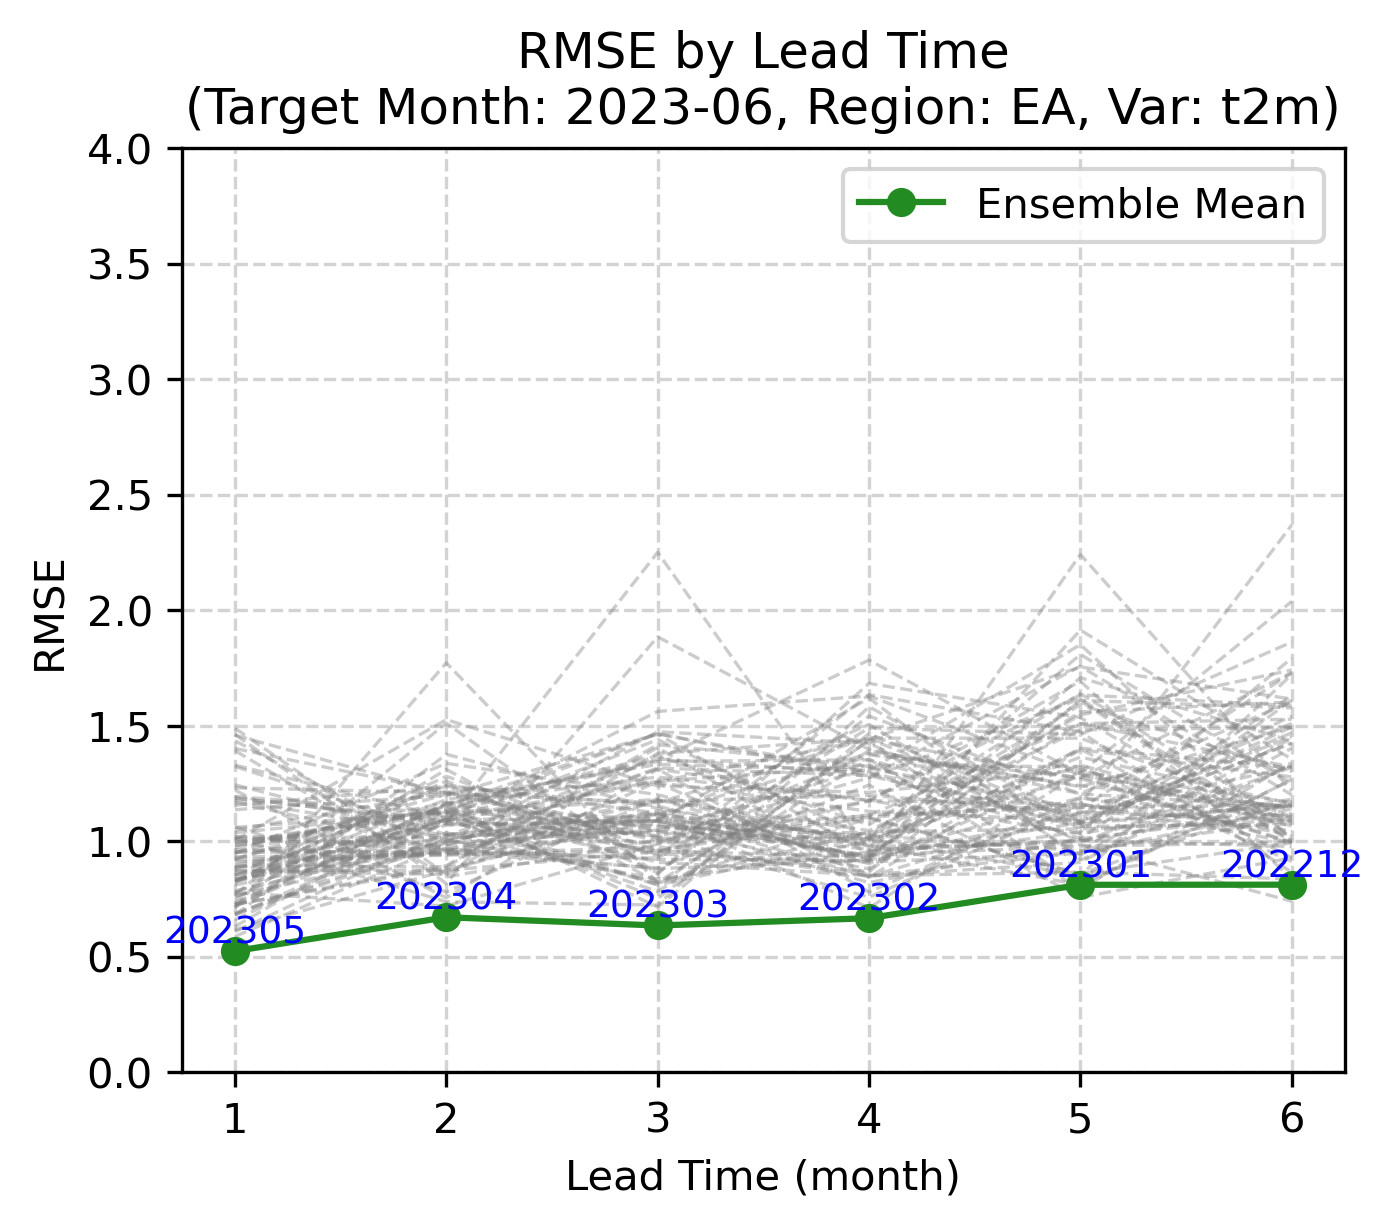 RMSE by Lead Time
(Target Month: 2023-06, Region: EA, Var: t2m)
4.0
3.5
3.0
2.5
2.0
1.5
1.0
0.5
0.0
RMSE
Ensemble Mean
202305
202304
202303
202302
202301
202212
1 2 3 4 5 6
Lead Time (month)